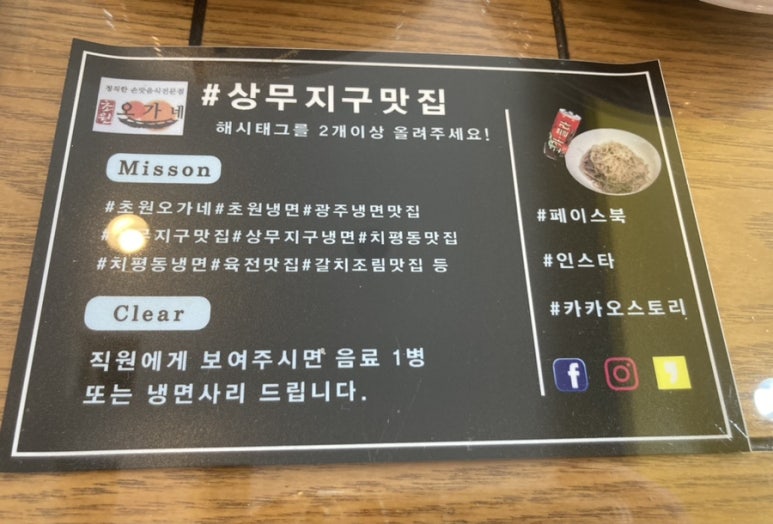 정직한 손맛음식전문점
초원 오가네
#상무지구맛집
해시태그를 2개이상 올려주세요!
Misson
#초원오가네#초원냉면#광주냉면맛집
지구맛집#상무지구냉면#치평동맛집
#치평동냉면#육전맛집#갈치조림맛집 등
Clear
직원에게 보여주시면 음료 1병
또는 냉면사리 드립니다.
#페이스북
#인스타
#카카오스토리